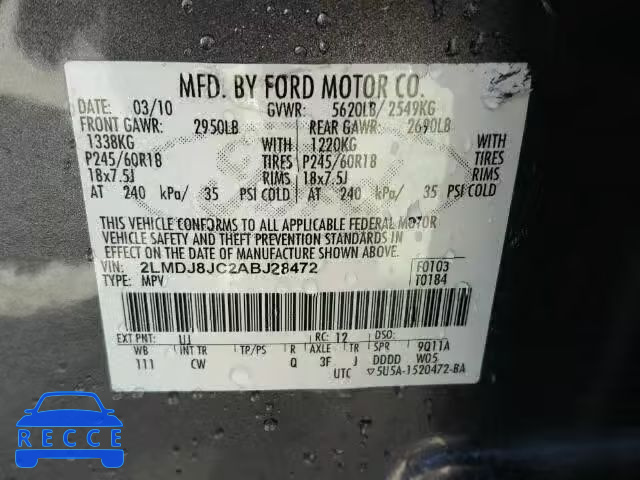 MFD. BY FORD MOTOR CO.
DATE: 03/10 GVWR: 5620LB/ 2549KG
FRONT GAWR: 2950LB REAR GAWR: 2690LB
1338KG WITH 1220KG WITH
P245/60R18 TIRES P245/60R18 TIRES
18x7.5J RIMS 18x7.5J RIMS
AT 240 kPa/ 35 PSI COLD AT 240 kPa/ 35 PSI COLD
THIS VEHICLE CONFORMS TO ALL APPLICABLE FEDERAL MOTOR
VEHICLE SAFETY AND THEFT PREVENTION STANDARDS IN
EFFECT ON THE DATE OF MANUFACTURE SHOWN ABOVE.
VIN: 2LMDJ8JC2ABJ28472 F0103
TYPE: MPV T0184
EXT PNT: UJ RC: 12 DSO:
WB INT TR TP/PS R AXLE TR SPR 9Q11A
111 CW Q 3F J DDDD W05
UTC 5U5A-1520472-BA
RECCE